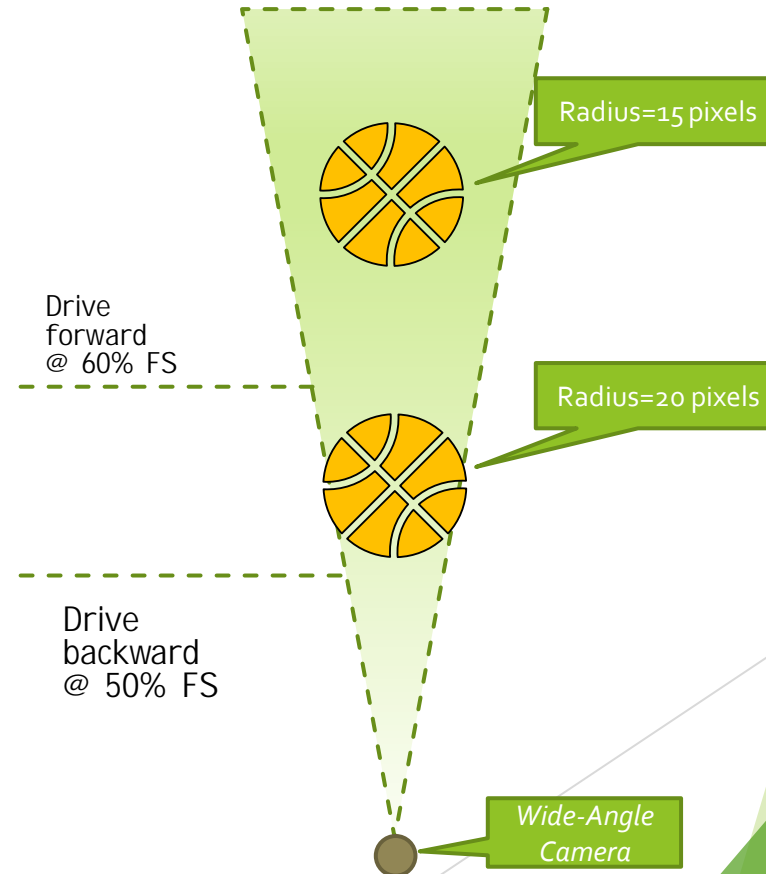 Radius=15 pixels
Drive
forward
@ 60% FS
Radius=20 pixels
Drive
backward
@ 50% FS
Wide-Angle
Camera